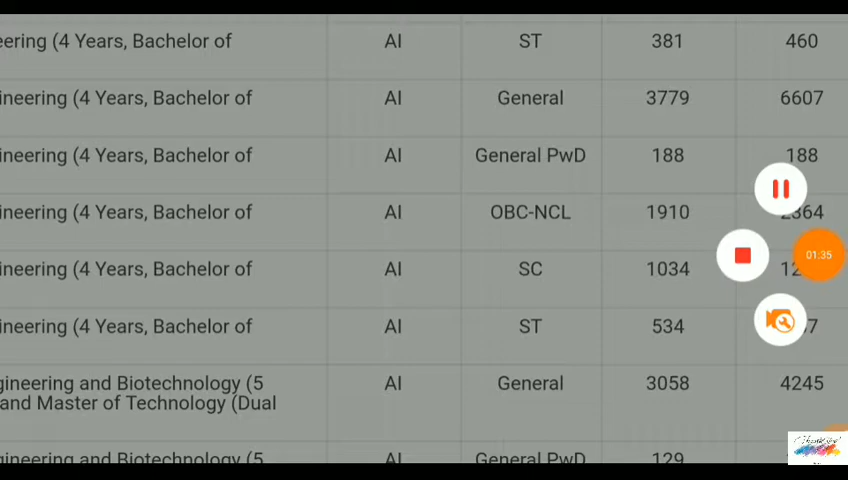 eering (4 Years, Bachelor of AI ST 381 460
ineering (4 Years, Bachelor of AI General 3779 6607
ineering (4 Years, Bachelor of AI General PwD 188 188
ineering (4 Years, Bachelor of AI OBC-NCL 1910 2364
ineering (4 Years, Bachelor of AI SC 1034 12
01:35
ineering (4 Years, Bachelor of AI ST 534 7
gineering and Biotechnology (5 AI General 3058 4245
and Master of Technology (Dual
gineering and Biotechnology (5 AI General PwD 129